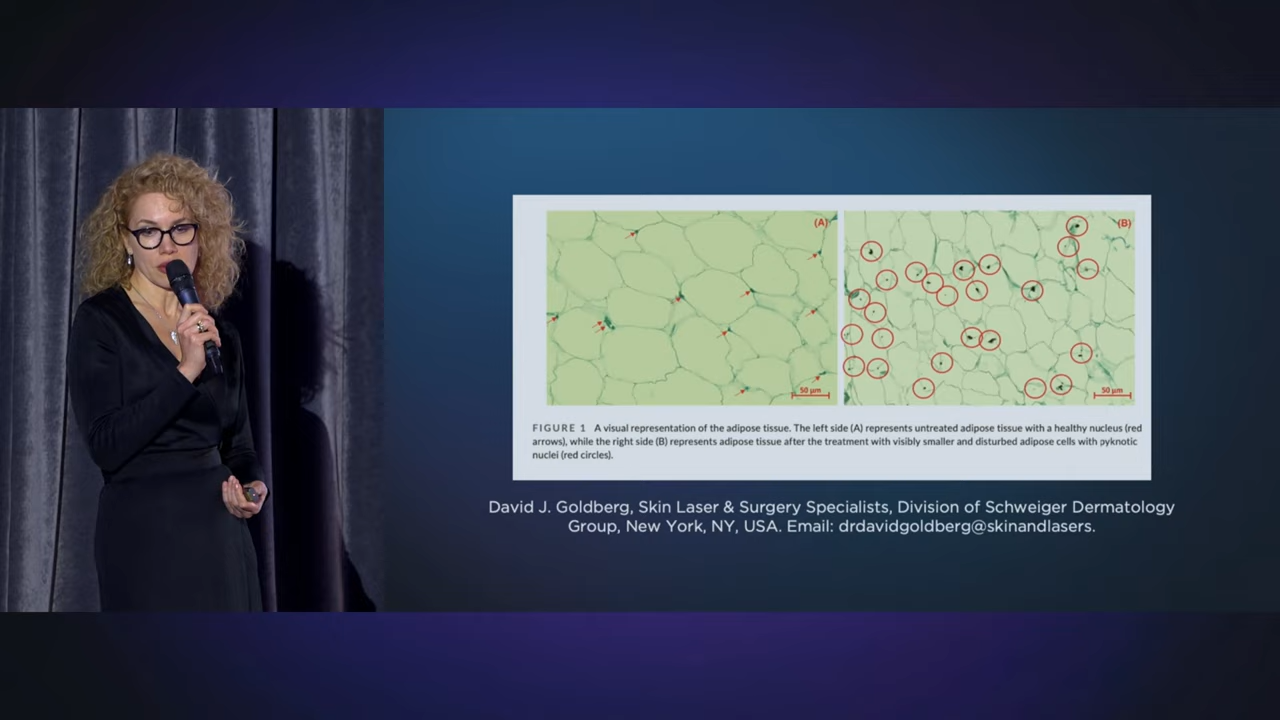 (A)
(B)
50 µm
50 µm
FIGURE 1 A visual representation of the adipose tissue. The left side (A) represents untreated adipose tissue with a healthy nucleus (red
arrows), while the right side (B) represents adipose tissue after the treatment with visibly smaller and disturbed adipose cells with pyknotic
nuclei (red circles).
David J. Goldberg, Skin Laser & Surgery Specialists, Division of Schweiger Dermatology
Group, New York, NY, USA. Email: drdavidgoldberg@skinandlasers.